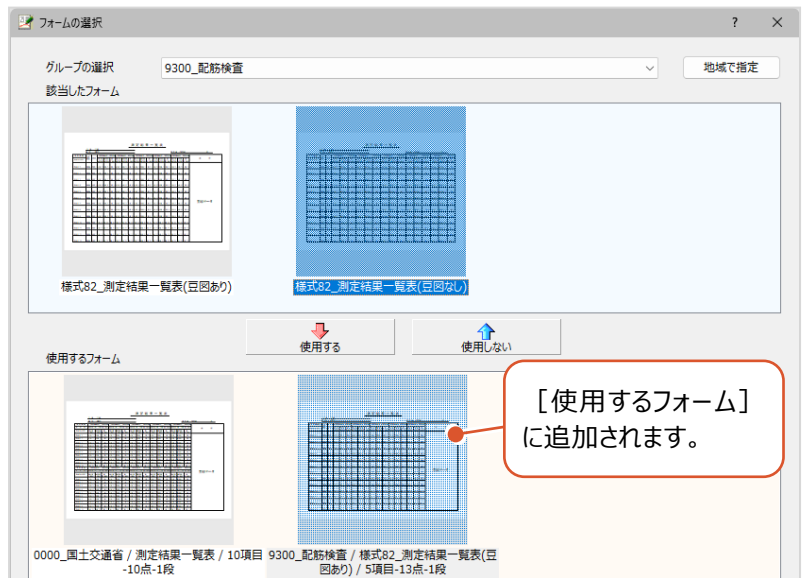 フォームの選択
?
×
グループの選択
9300_配筋検査
地域で指定
該当したフォーム
様式82_測定結果一覧表(豆図あり)
様式82_測定結果一覧表(豆図なし)
使用する
使用しない
使用するフォーム
[使用するフォーム]
に追加されます。
0000_国土交通省 / 測定結果一覧表 / 10項目
-10点-1段
9300_配筋検査 / 様式82_測定結果一覧表(豆
図あり) / 5項目-13点-1段